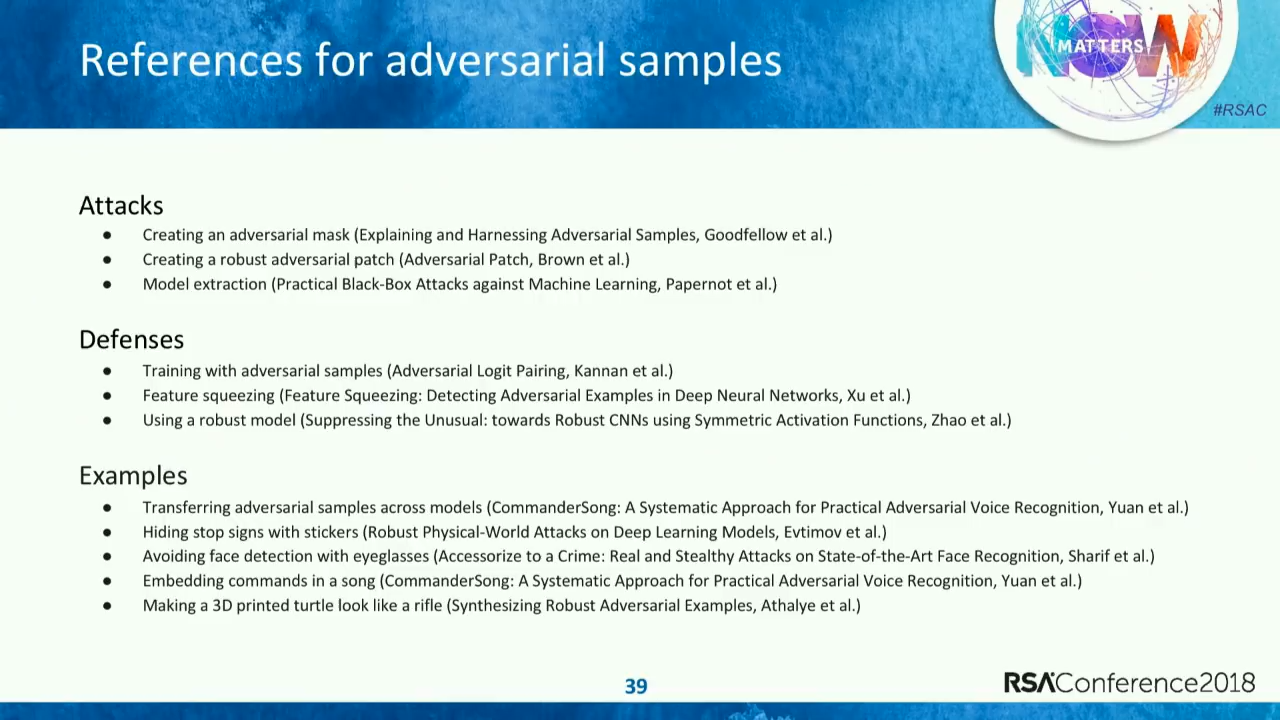 References for adversarial samples
NOW
MATTERS
#RSAC
Attacks
● Creating an adversarial mask (Explaining and Harnessing Adversarial Samples, Goodfellow et al.)
● Creating a robust adversarial patch (Adversarial Patch, Brown et al.)
● Model extraction (Practical Black-Box Attacks against Machine Learning, Papernot et al.)
Defenses
● Training with adversarial samples (Adversarial Logit Pairing, Kannan et al.)
● Feature squeezing (Feature Squeezing: Detecting Adversarial Examples in Deep Neural Networks, Xu et al.)
● Using a robust model (Suppressing the Unusual: towards Robust CNNs using Symmetric Activation Functions, Zhao et al.)
Examples
● Transferring adversarial samples across models (CommanderSong: A Systematic Approach for Practical Adversarial Voice Recognition, Yuan et al.)
● Hiding stop signs with stickers (Robust Physical-World Attacks on Deep Learning Models, Evtimov et al.)
● Avoiding face detection with eyeglasses (Accessorize to a Crime: Real and Stealthy Attacks on State-of-the-Art Face Recognition, Sharif et al.)
● Embedding commands in a song (CommanderSong: A Systematic Approach for Practical Adversarial Voice Recognition, Yuan et al.)
● Making a 3D printed turtle look like a rifle (Synthesizing Robust Adversarial Examples, Athalye et al.)
39
RSAConference2018